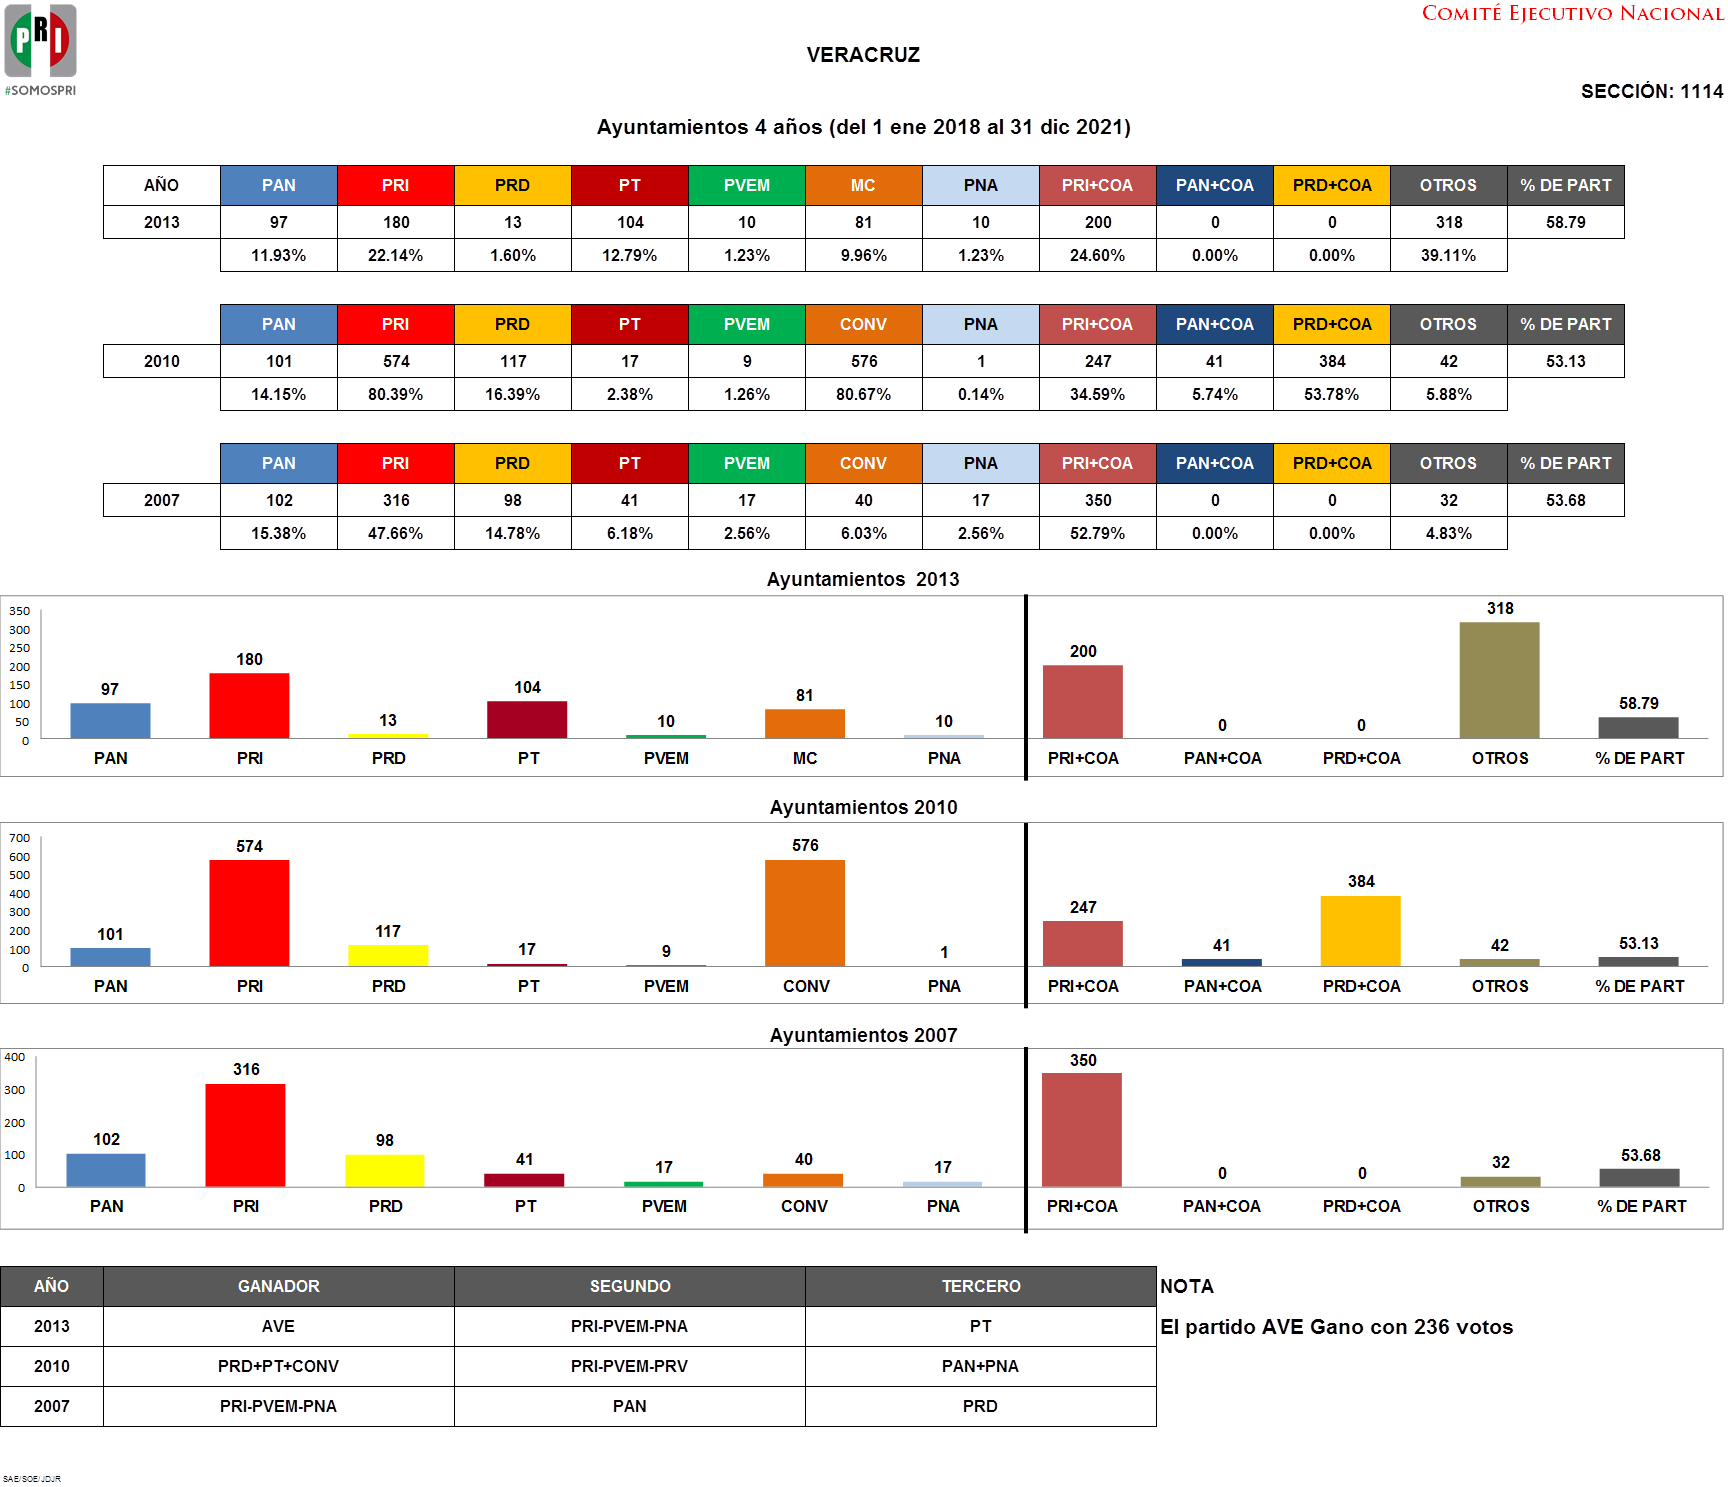 PRI
#SOMOSPRI
COMITÉ EJECUTIVO NACIONAL
VERACRUZ
SECCIÓN: 1114
Ayuntamientos 4 años (del 1 ene 2018 al 31 dic 2021)
AÑO PAN PRI PRD PT PVEM MC PNA PRI+COA PAN+COA PRD+COA OTROS % DE PART
2013 97 180 13 104 10 81 10 200 0 0 318 58.79
11.93% 22.14% 1.60% 12.79% 1.23% 9.96% 1.23% 24.60% 0.00% 0.00% 39.11%
PAN PRI PRD PT PVEM CONV PNA PRI+COA PAN+COA PRD+COA OTROS % DE PART
2010 101 574 117 17 9 576 1 247 41 384 42 53.13
14.15% 80.39% 16.39% 2.38% 1.26% 80.67% 0.14% 34.59% 5.74% 53.78% 5.88%
PAN PRI PRD PT PVEM CONV PNA PRI+COA PAN+COA PRD+COA OTROS % DE PART
2007 102 316 98 41 17 40 17 350 0 0 32 53.68
15.38% 47.66% 14.78% 6.18% 2.56% 6.03% 2.56% 52.79% 0.00% 0.00% 4.83%
Ayuntamientos  2013
350
300
250
200
150
100
50
0
97 180 13 104 10 81 10 200 0 0 318 58.79
PAN PRI PRD PT PVEM MC PNA PRI+COA PAN+COA PRD+COA OTROS % DE PART
Ayuntamientos 2010
700
600
500
400
300
200
100
0
101 574 117 17 9 576 1 247 41 384 42 53.13
PAN PRI PRD PT PVEM CONV PNA PRI+COA PAN+COA PRD+COA OTROS % DE PART
Ayuntamientos 2007
400
300
200
100
0
102 316 98 41 17 40 17 350 0 0 32 53.68
PAN PRI PRD PT PVEM CONV PNA PRI+COA PAN+COA PRD+COA OTROS % DE PART
AÑO GANADOR SEGUNDO TERCERO NOTA
2013 AVE PRI-PVEM-PNA PT El partido AVE Gano con 236 votos
2010 PRD+PT+CONV PRI-PVEM-PRV PAN+PNA
2007 PRI-PVEM-PNA PAN PRD
SAE/SOE/JDJR